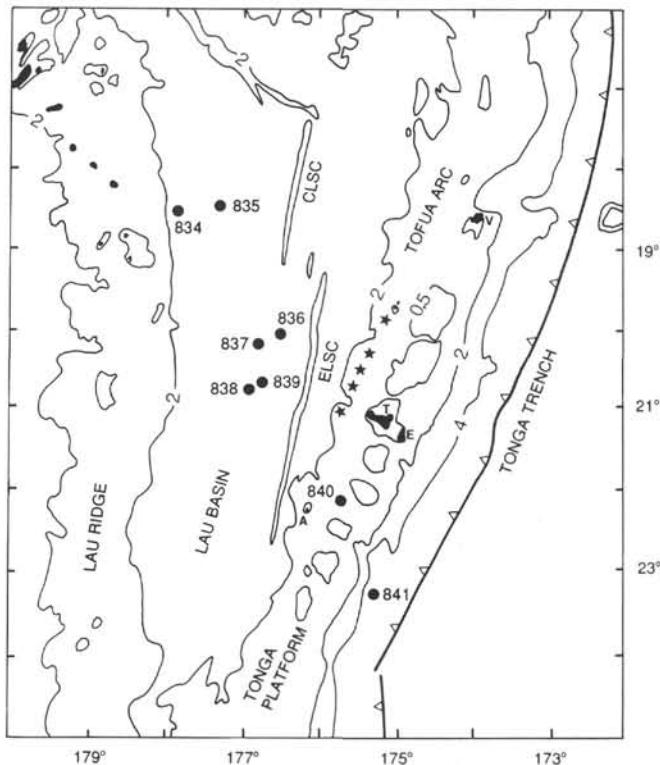 2
2
CLSC
TOFUA ARC
834
835
V
19°
836
837
2
0.5
838
839
ELSC
2
2
4
TONGA TRENCH
T
E
21°
840
A
LAU RIDGE
LAU BASIN
841
23°
TONGA
PLATFORM
179°
177°
175°
173°